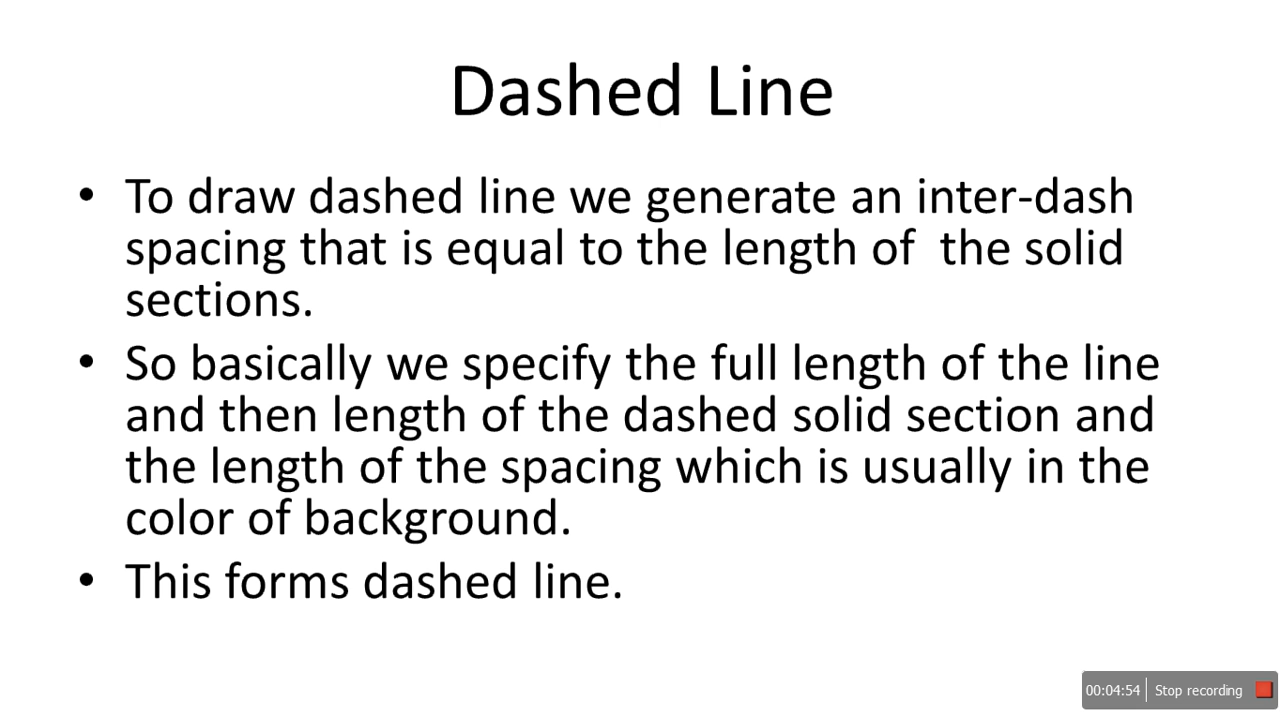 Dashed Line
• To draw dashed line we generate an inter-dash
spacing that is equal to the length of  the solid
sections.
• So basically we specify the full length of the line
and then length of the dashed solid section and
the length of the spacing which is usually in the
color of background.
• This forms dashed line.
00:04:54 Stop recording